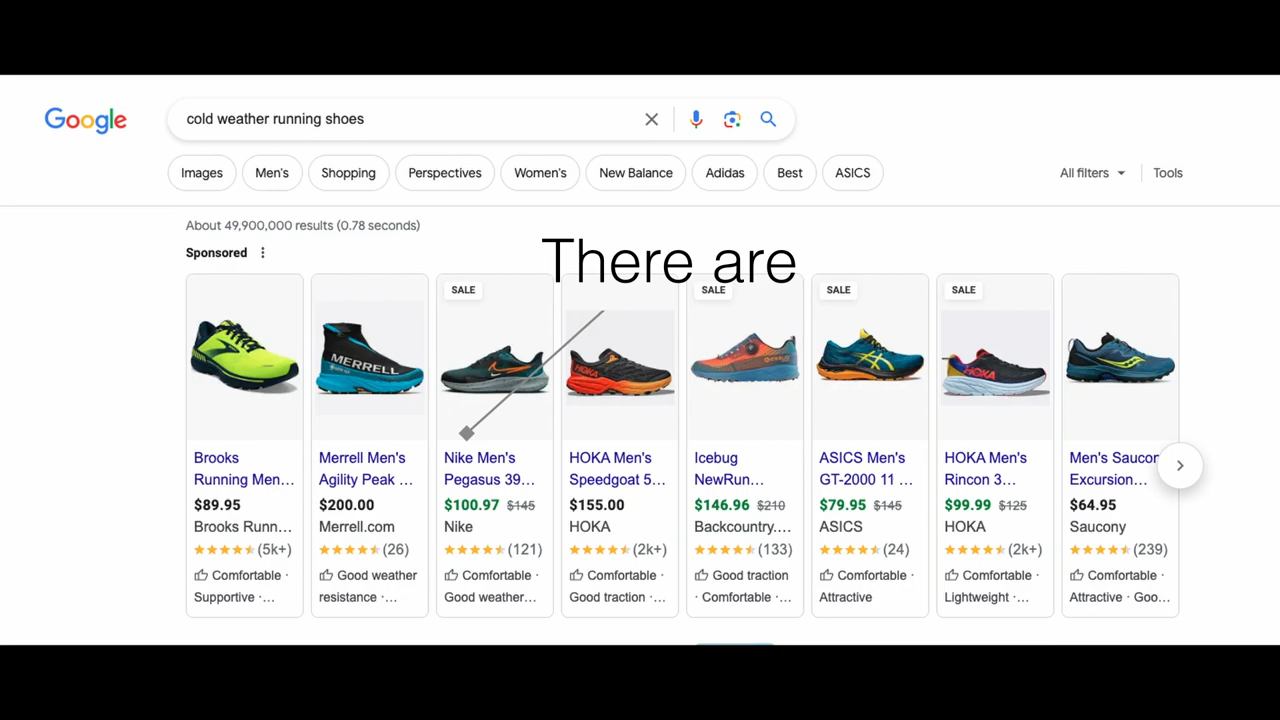 Google
cold weather running shoes
Images Men's Shopping Perspectives Women's New Balance Adidas Best ASICS All filters Tools
About 49,900,000 results (0.78 seconds)
There are
Sponsored
SALE SALE SALE SALE
MERRELL
HOKA
HOKA
Brooks Running Men…
$89.95
Brooks Runn…
(5k+)
Comfortable ·
Supportive ·…
Merrell Men's
Agility Peak …
$200.00
Merrell.com
(26)
Good weather
resistance ·…
Nike Men's
Pegasus 39…
$100.97 $145
Nike
(121)
Comfortable ·
Good weather…
HOKA Men's
Speedgoat 5…
$155.00
HOKA
(2k+)
Comfortable ·
Good traction ·…
Icebug
NewRun…
$146.96 $210
Backcountry.…
(133)
Good traction
· Comfortable ·…
ASICS Men's
GT-2000 11 …
$79.95 $145
ASICS
(24)
Comfortable ·
Attractive
HOKA Men's
Rincon 3…
$99.99 $125
HOKA
(2k+)
Comfortable ·
Lightweight ·…
Men's Saucon
Excursion…
$64.95
Saucony
(239)
Comfortable ·
Attractive · Goo…